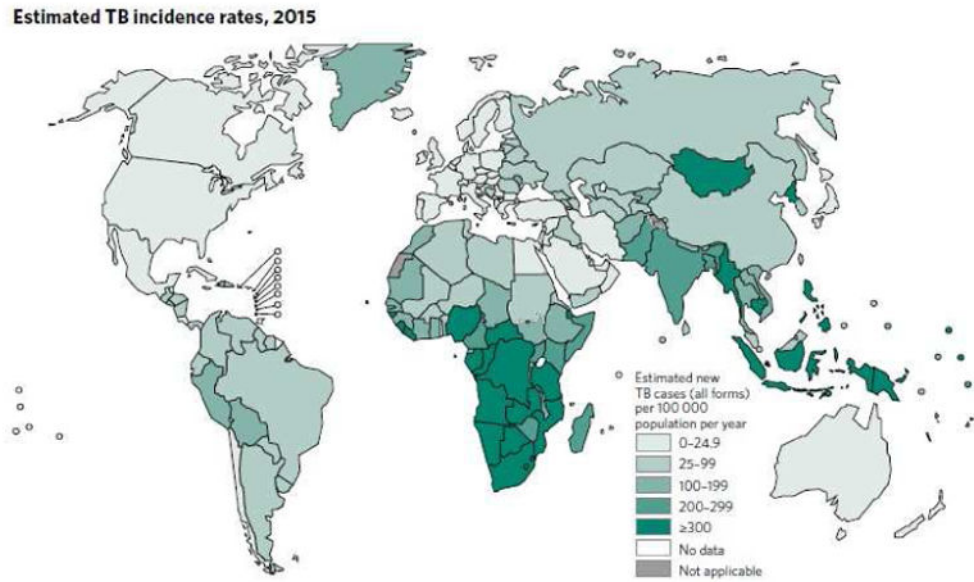 Estimated TB incidence rates, 2015
Estimated new
TB cases (all forms)
per 100 000
population per year
0–24.9
25–99
100–199
200–299
≥300
No data
Not applicable